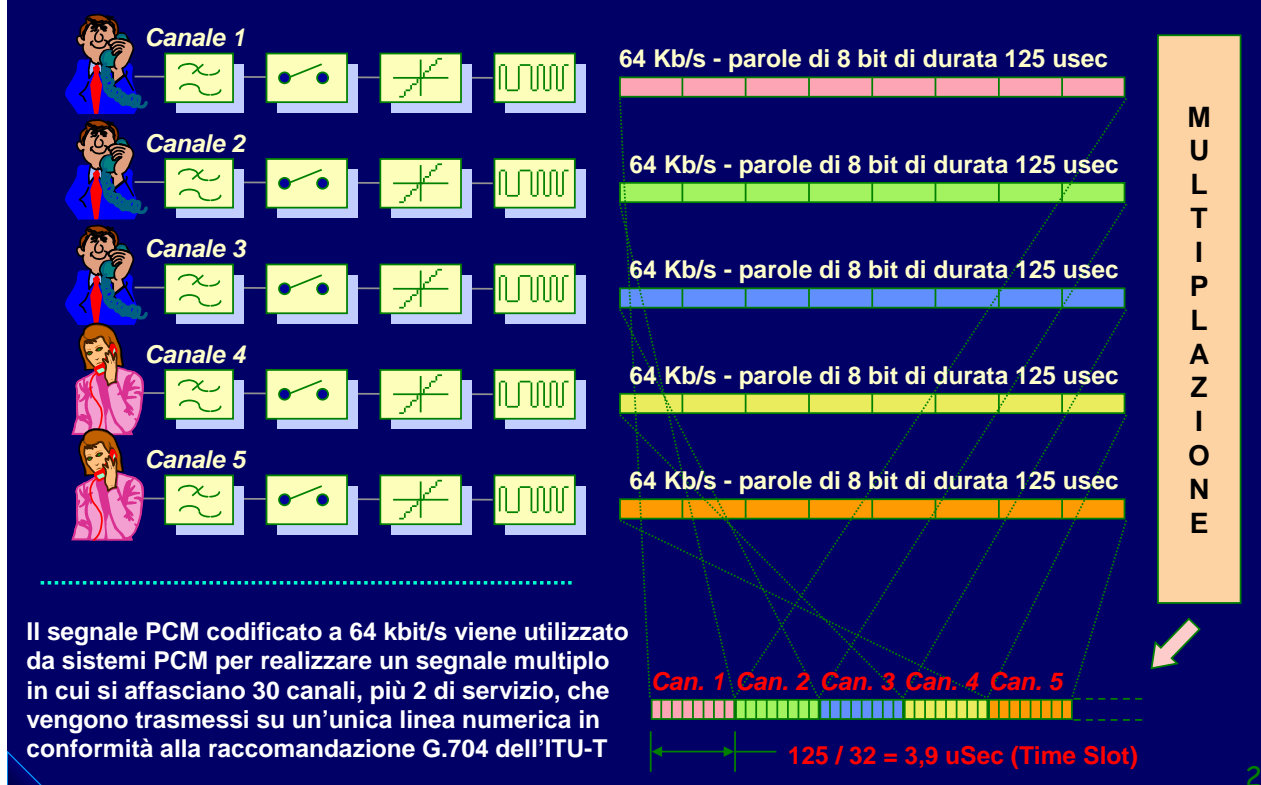 Canale 1
64 Kb/s - parole di 8 bit di durata 125 usec
Canale 2
64 Kb/s - parole di 8 bit di durata 125 usec
Canale 3
64 Kb/s - parole di 8 bit di durata 125 usec
Canale 4
64 Kb/s - parole di 8 bit di durata 125 usec
Canale 5
64 Kb/s - parole di 8 bit di durata 125 usec
MULTIPLAZIONE
Il segnale PCM codificato a 64 kbit/s viene utilizzato
da sistemi PCM per realizzare un segnale multiplo
in cui si affasciano 30 canali, più 2 di servizio, che
vengono trasmessi su un'unica linea numerica in
conformità alla raccomandazione G.704 dell'ITU-T
Can. 1 Can. 2 Can. 3 Can. 4 Can. 5
125 / 32 = 3,9 uSec (Time Slot)
2